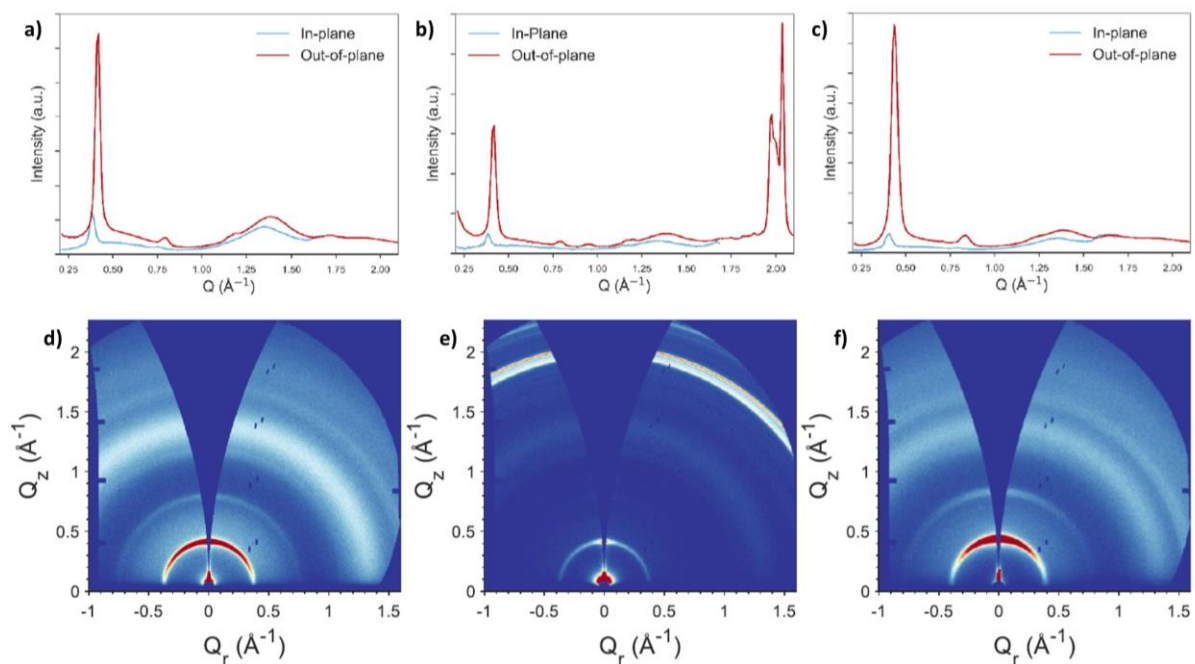 a)
In-plane
Out-of-plane
Intensity (a.u.)
0.25 0.50 0.75 1.00 1.25 1.50 1.75 2.00
Q (Å⁻¹)
b)
In-Plane
Out-of-plane
Intensity (a.u.)
0.25 0.50 0.75 1.00 1.25 1.50 1.75 2.00
Q (Å⁻¹)
c)
In-plane
Out-of-plane
Intensity (a.u.)
0.25 0.50 0.75 1.00 1.25 1.50 1.75 2.00
Q (Å⁻¹)
d)
Q_z (Å⁻¹)
2
1.5
1
0.5
0
-1 -0.5 0 0.5 1 1.5
Q_r (Å⁻¹)
e)
Q_z (Å⁻¹)
2
1.5
1
0.5
0
-1 -0.5 0 0.5 1 1.5
Q_r (Å⁻¹)
f)
Q_z (Å⁻¹)
2
1.5
1
0.5
0
-1 -0.5 0 0.5 1 1.5
Q_r (Å⁻¹)